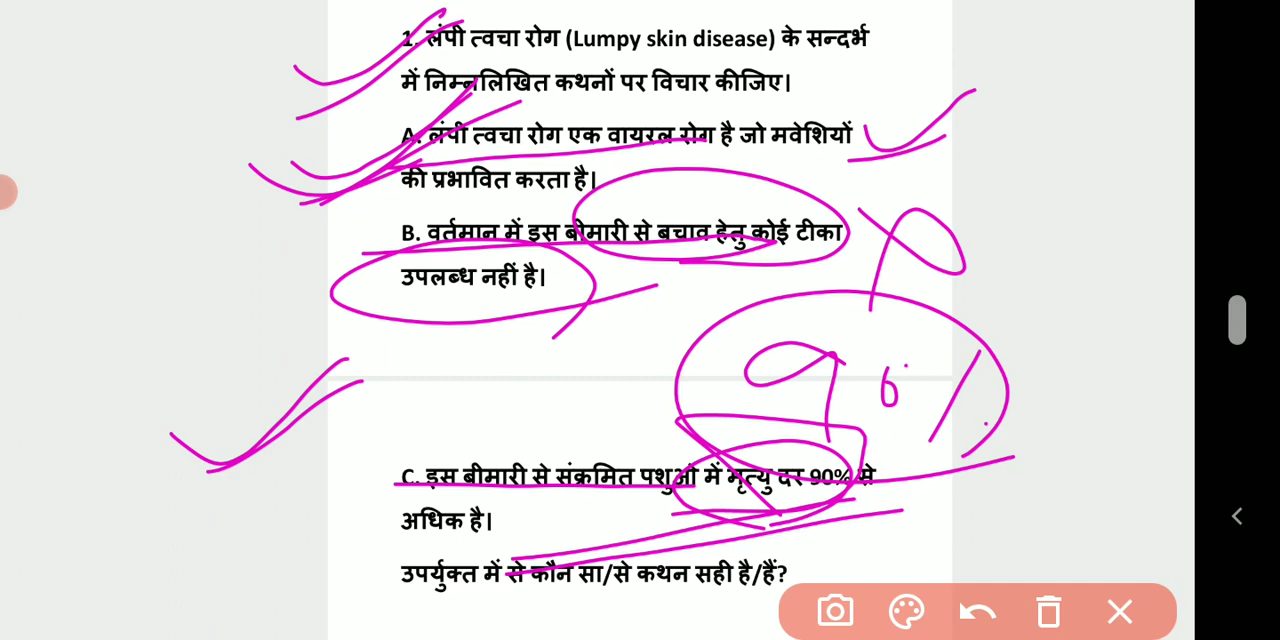 1. लंपी त्वचा रोग (Lumpy skin disease) के सन्दर्भ
में निम्नलिखित कथनों पर विचार कीजिए।
A. लंपी त्वचा रोग एक वायरल रोग है जो मवेशियों
को प्रभावित करता है।
B. वर्तमान में इस बीमारी से बचाव हेतु कोई टीका
उपलब्ध नहीं है।
90%
C. इस बीमारी से संक्रमित पशुओं में मृत्यु दर 90% से
अधिक है।
उपर्युक्त में से कौन सा/से कथन सही है/हैं?